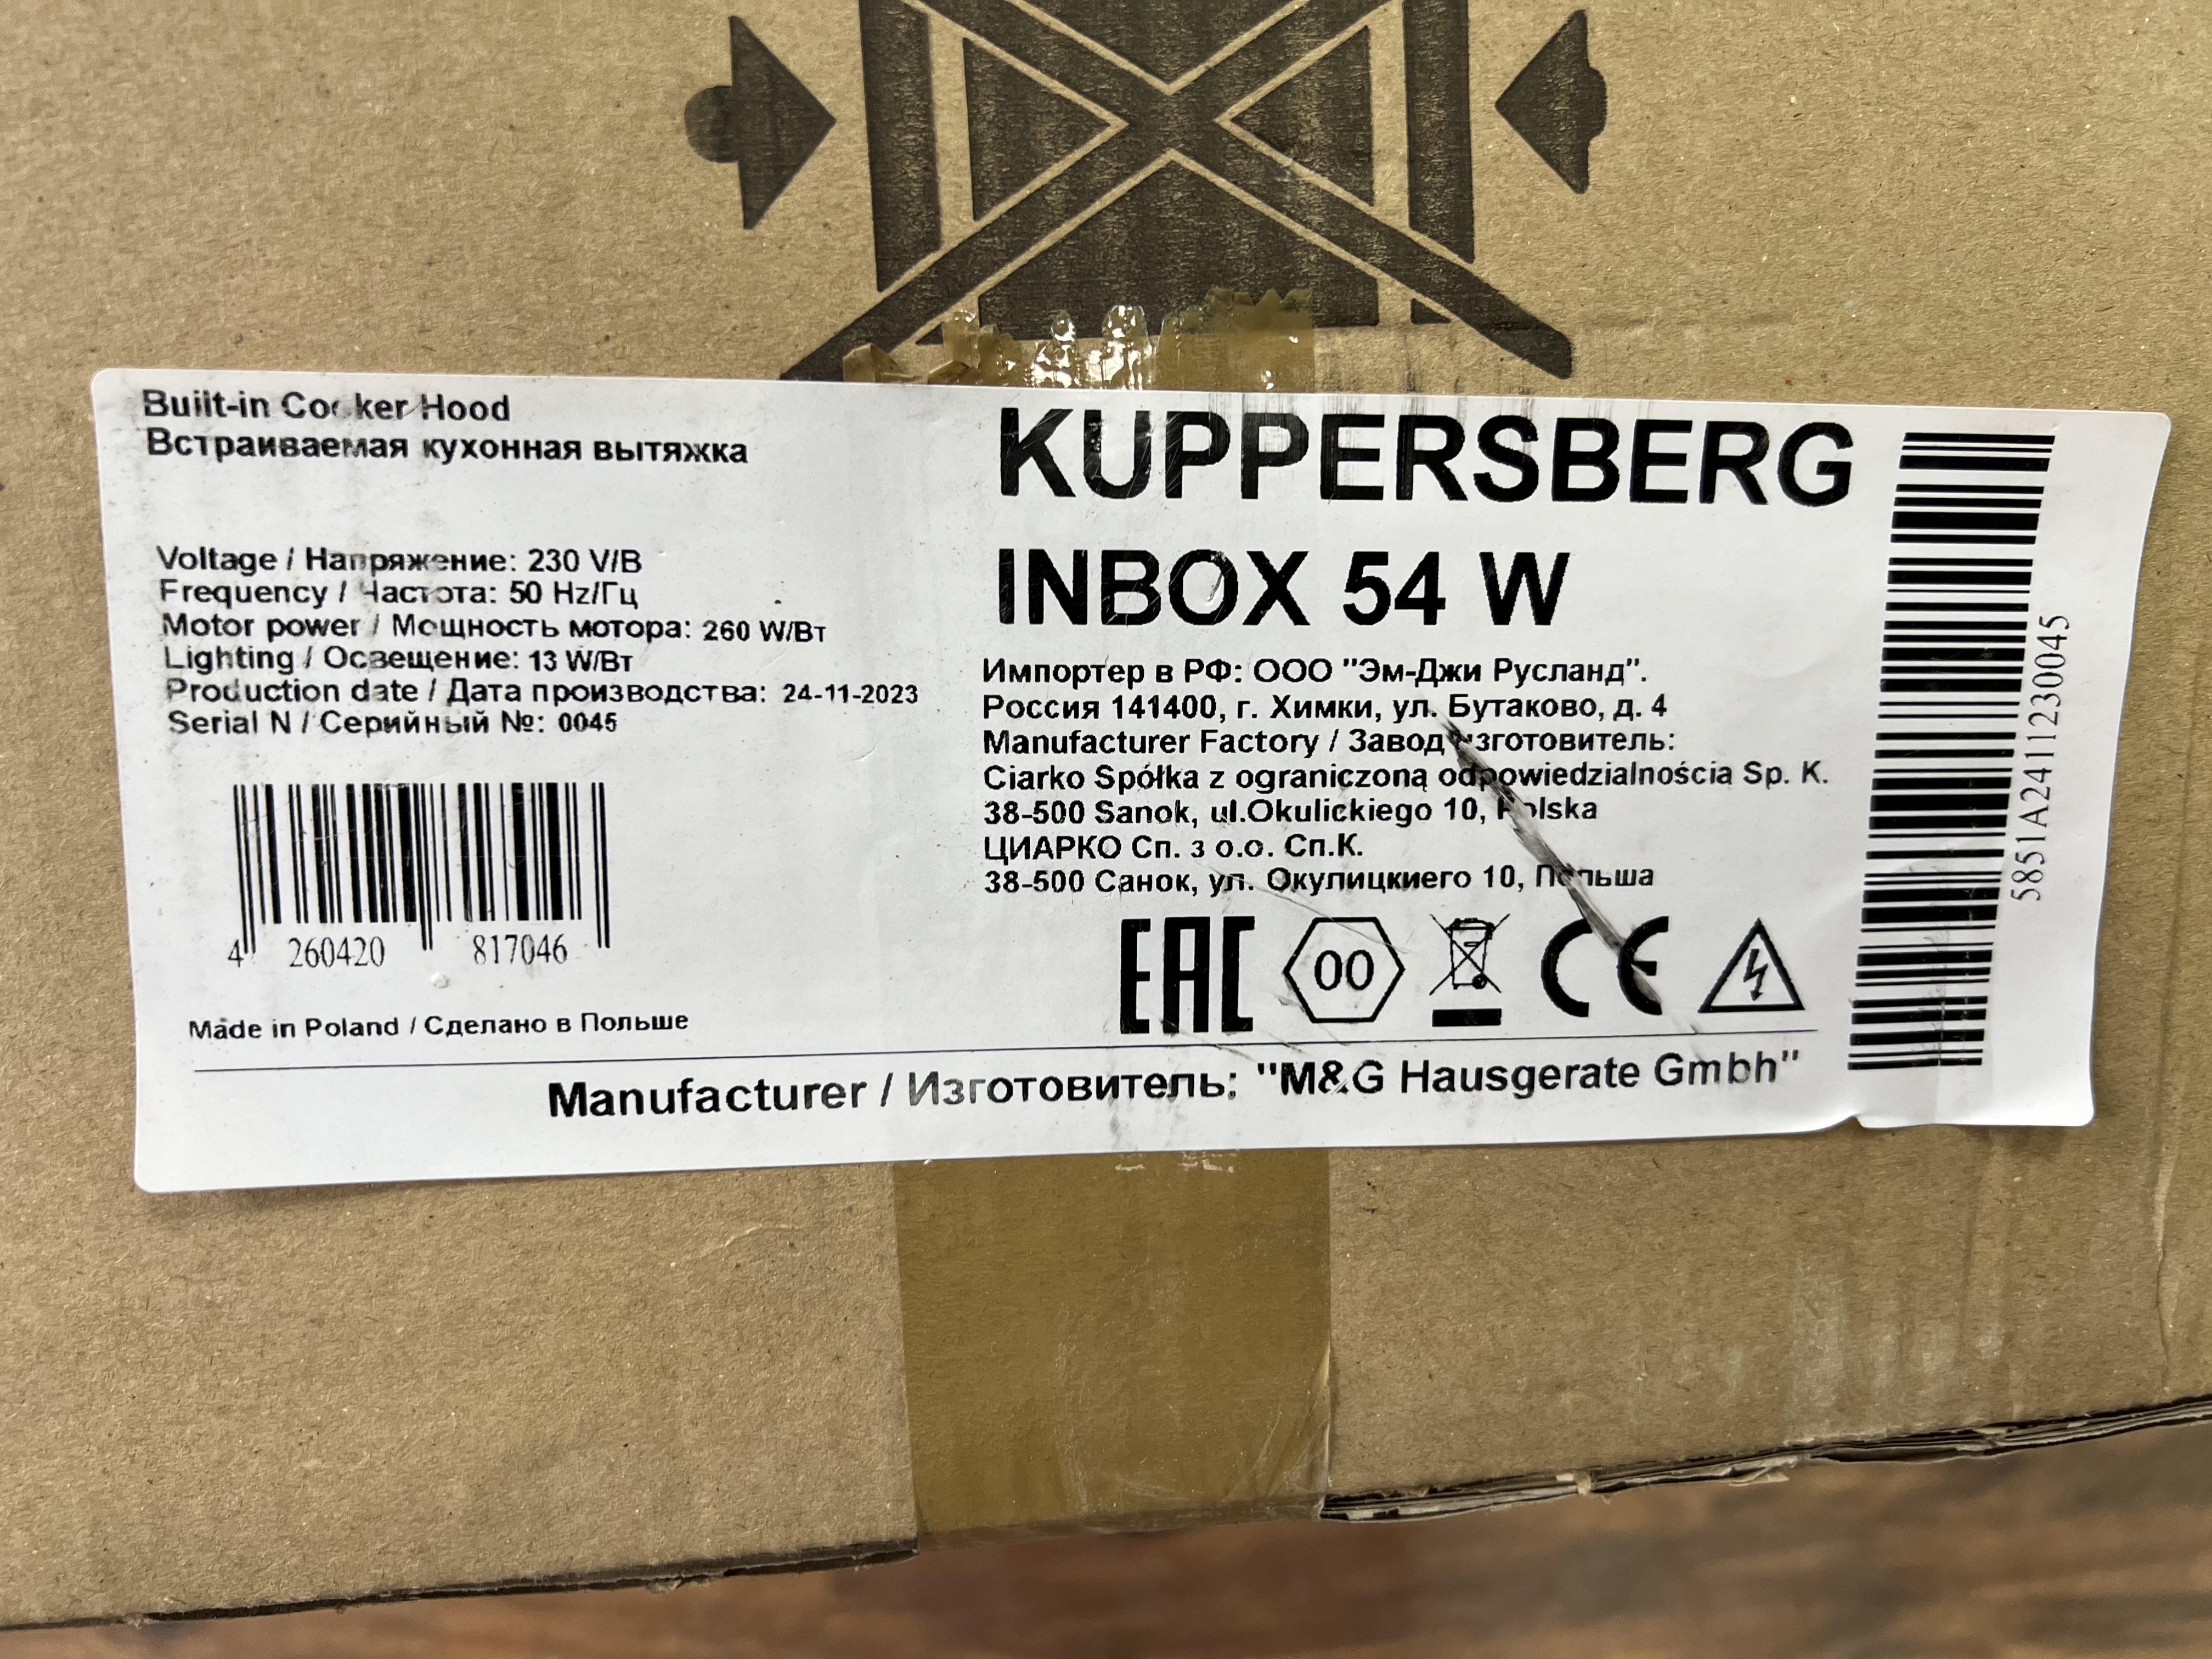 Built-in Cooker Hood
Встраиваемая кухонная вытяжка
Voltage / Напряжение: 230 V/В
Frequency / Частота: 50 Hz/Гц
Motor power / Мощность мотора: 260 W/Вт
Lighting / Освещение: 13 W/Вт
Production date / Дата производства: 24-11-2023
Serial N / Серийный №: 0045
4 260420 817046
Made in Poland / Сделано в Польше
KUPPERSBERG
INBOX 54 W
Импортер в РФ: ООО "Эм-Джи Русланд".
Россия 141400, г. Химки, ул. Бутаково, д. 4
Manufacturer Factory / Завод изготовитель:
Ciarko Spółka z ograniczoną odpowiedzialnościa Sp. K.
38-500 Sanok, ul.Okulickiego 10, Polska
ЦИАРКО Сп. з о.о. Сп.К.
38-500 Санок, ул. Окулицкиего 10, Польша
EAC 00 CE
5851A2411230045
Manufacturer / Изготовитель: "M&G Hausgerate Gmbh"